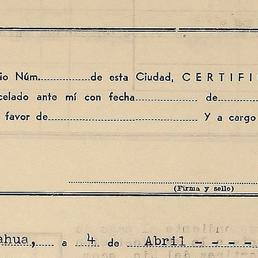 io Núm...............de esta Ciudad, CERTIFI
celado ante mí con fecha...............de...........
favor de........................................Y a cargo
(Firma y sello)
ahua, a 4 de Abril - - - -